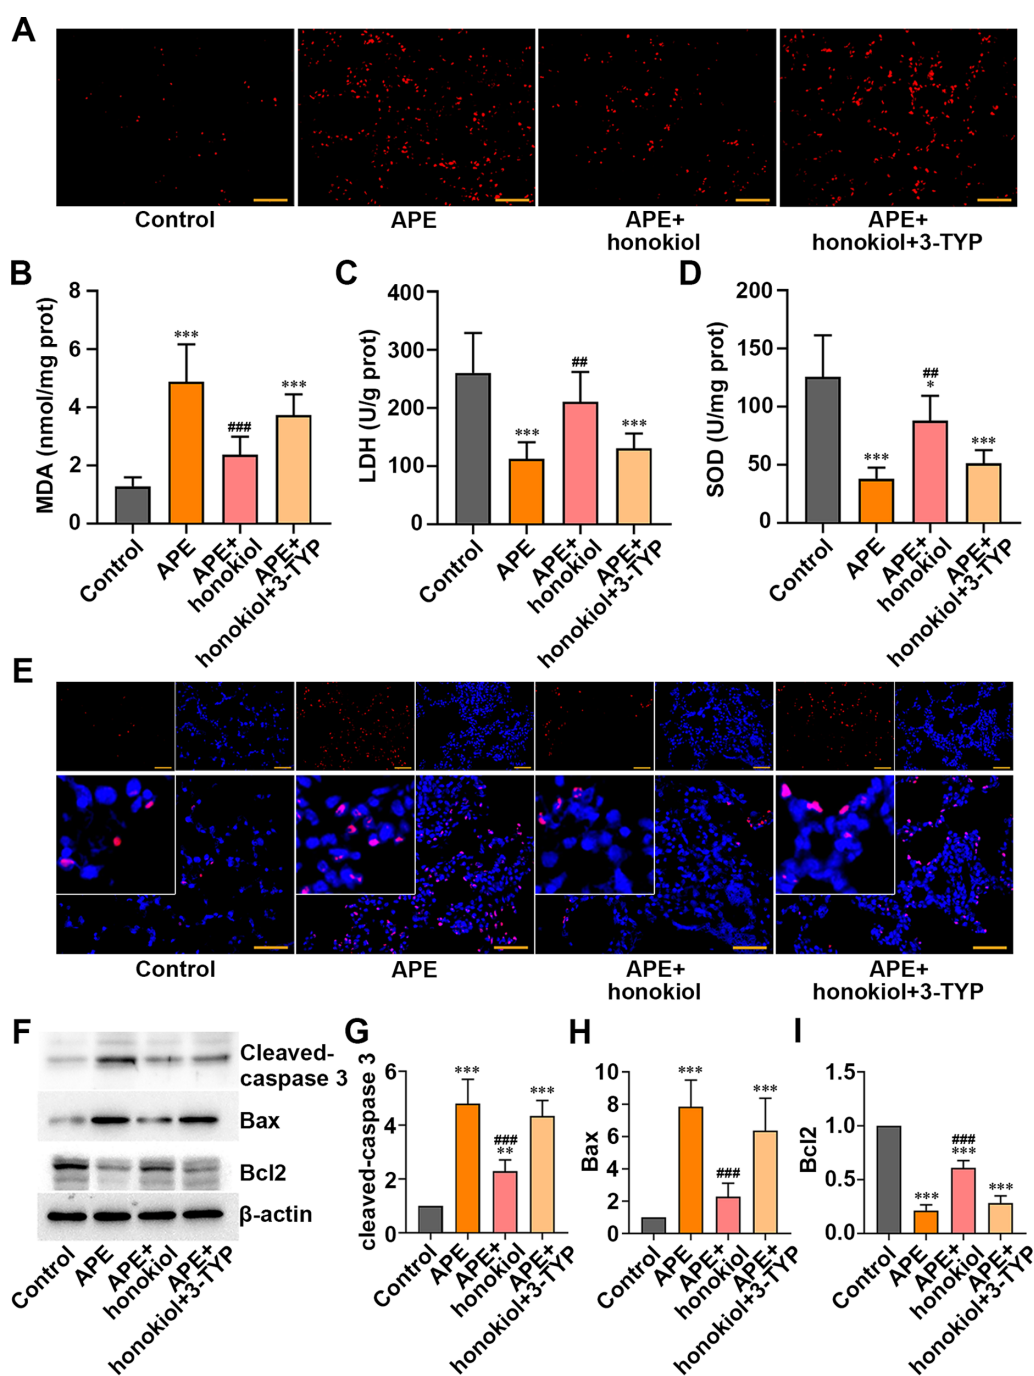 A
Control
APE
APE+
honokiol
APE+
honokiol+3-TYP
B
MDA (nmol/mg prot)
8
6
4
2
0
***
###
***
Control
APE
APE+
honokiol
APE+
honokiol+3-TYP
C
LDH (U/g prot)
400
300
200
100
0
***
##
***
Control
APE
APE+
honokiol
APE+
honokiol+3-TYP
D
SOD (U/mg prot)
200
150
100
50
0
***
##
*
***
Control
APE
APE+
honokiol
APE+
honokiol+3-TYP
E
Control
APE
APE+
honokiol
APE+
honokiol+3-TYP
F
Cleaved-
caspase 3
Bax
Bcl2
β-actin
Control
APE
APE+
honokiol
APE+
honokiol+3-TYP
G
cleaved-caspase 3
6
4
2
0
***
###
**
***
Control
APE
APE+
honokiol
APE+
honokiol+3-TYP
H
Bax
10
8
6
4
2
0
***
###
***
Control
APE
APE+
honokiol
APE+
honokiol+3-TYP
I
Bcl2
1.5
1.0
0.5
0.0
***
###
***
***
Control
APE
APE+
honokiol
APE+
honokiol+3-TYP